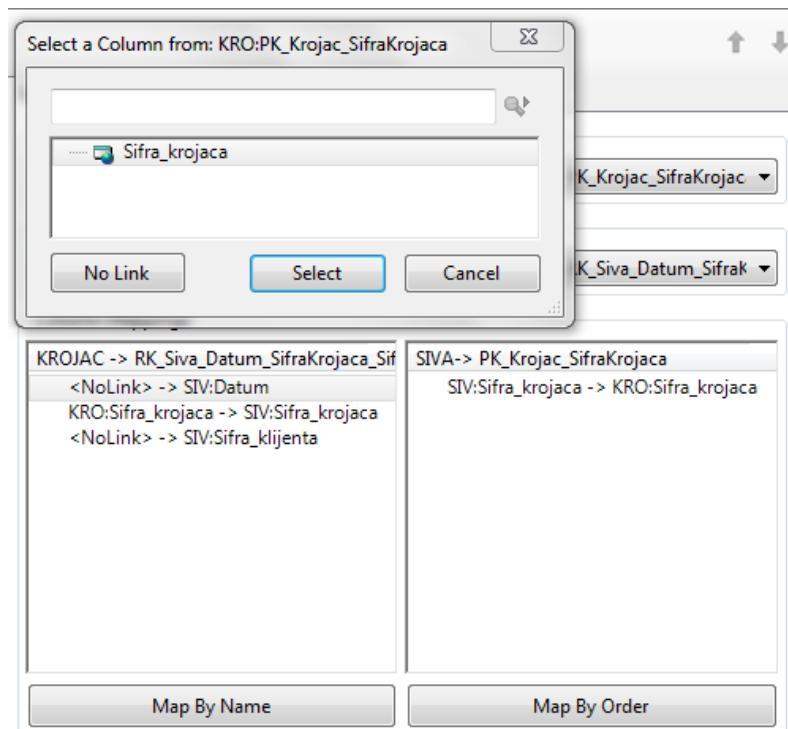 Select a Column from: KRO:PK_Krojac_SifraKrojaca
Sifra_krojaca
No Link
Select
Cancel
K_Krojac_SifraKrojac
K_Siva_Datum_SifraK
KROJAC -> RK_Siva_Datum_SifraKrojaca_Sif
<NoLink> -> SIV:Datum
KRO:Sifra_krojaca -> SIV:Sifra_krojaca
<NoLink> -> SIV:Sifra_klijenta
SIVA-> PK_Krojac_SifraKrojaca
SIV:Sifra_krojaca -> KRO:Sifra_krojaca
Map By Name
Map By Order